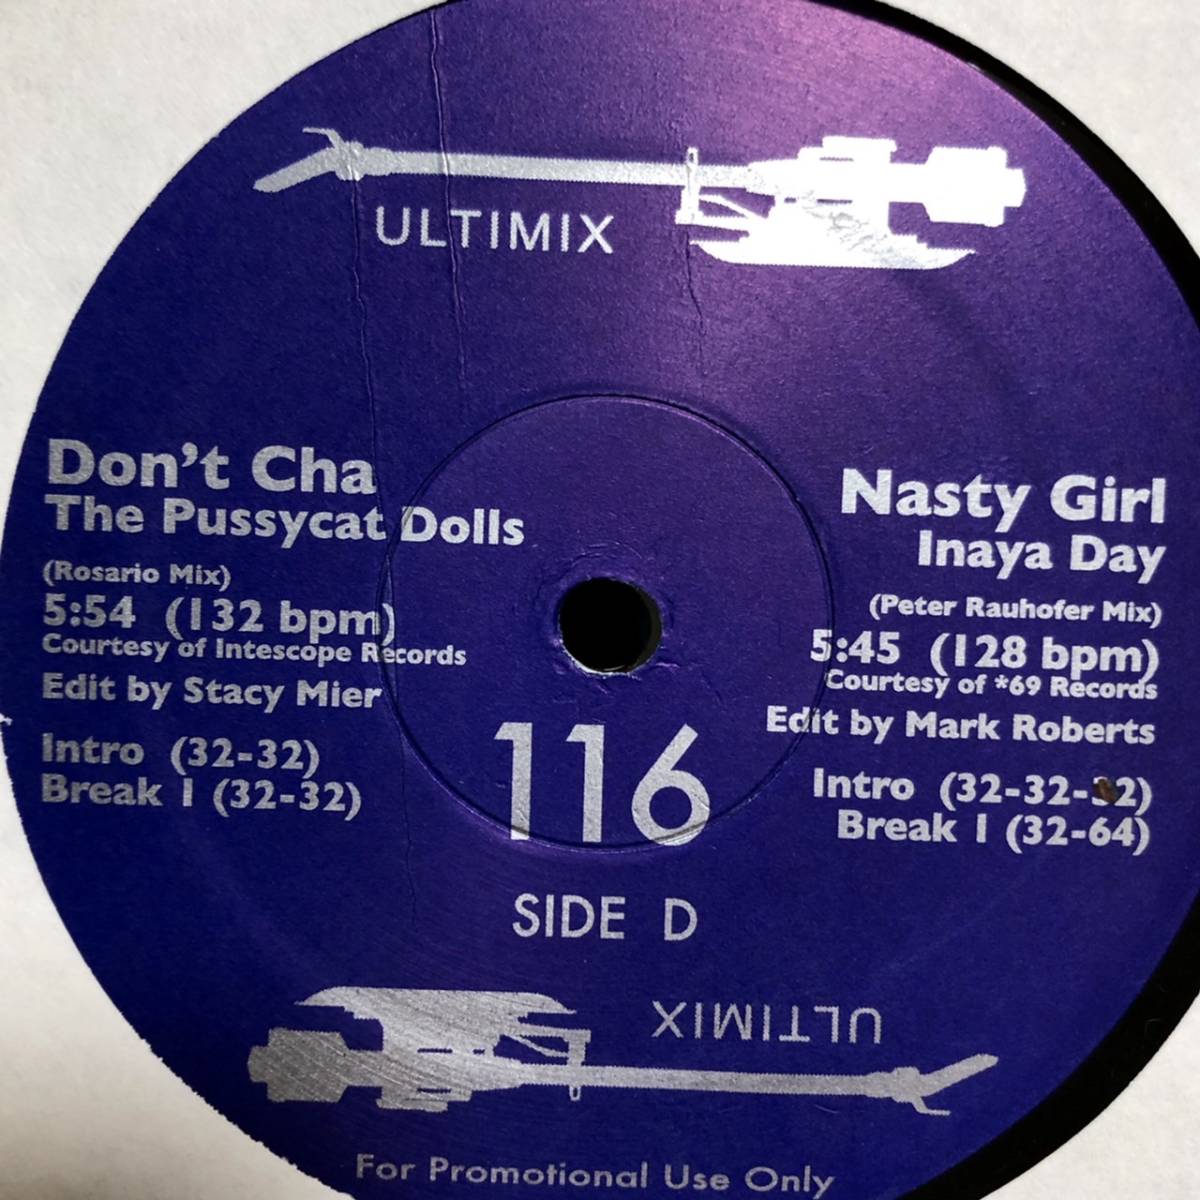 ULTIMIX
Don't Cha
The Pussycat Dolls
(Rosario Mix)
5:54 (132 bpm)
Courtesy of Intescope Records
Edit by Stacy Mier
Intro (32-32)
Break 1 (32-32)
Nasty Girl
Inaya Day
(Peter Rauhofer Mix)
5:45 (128 bpm)
Courtesy of *69 Records
Edit by Mark Roberts
Intro (32-32-32)
Break 1 (32-64)
116
SIDE D
ULTIMIX
For Promotional Use Only